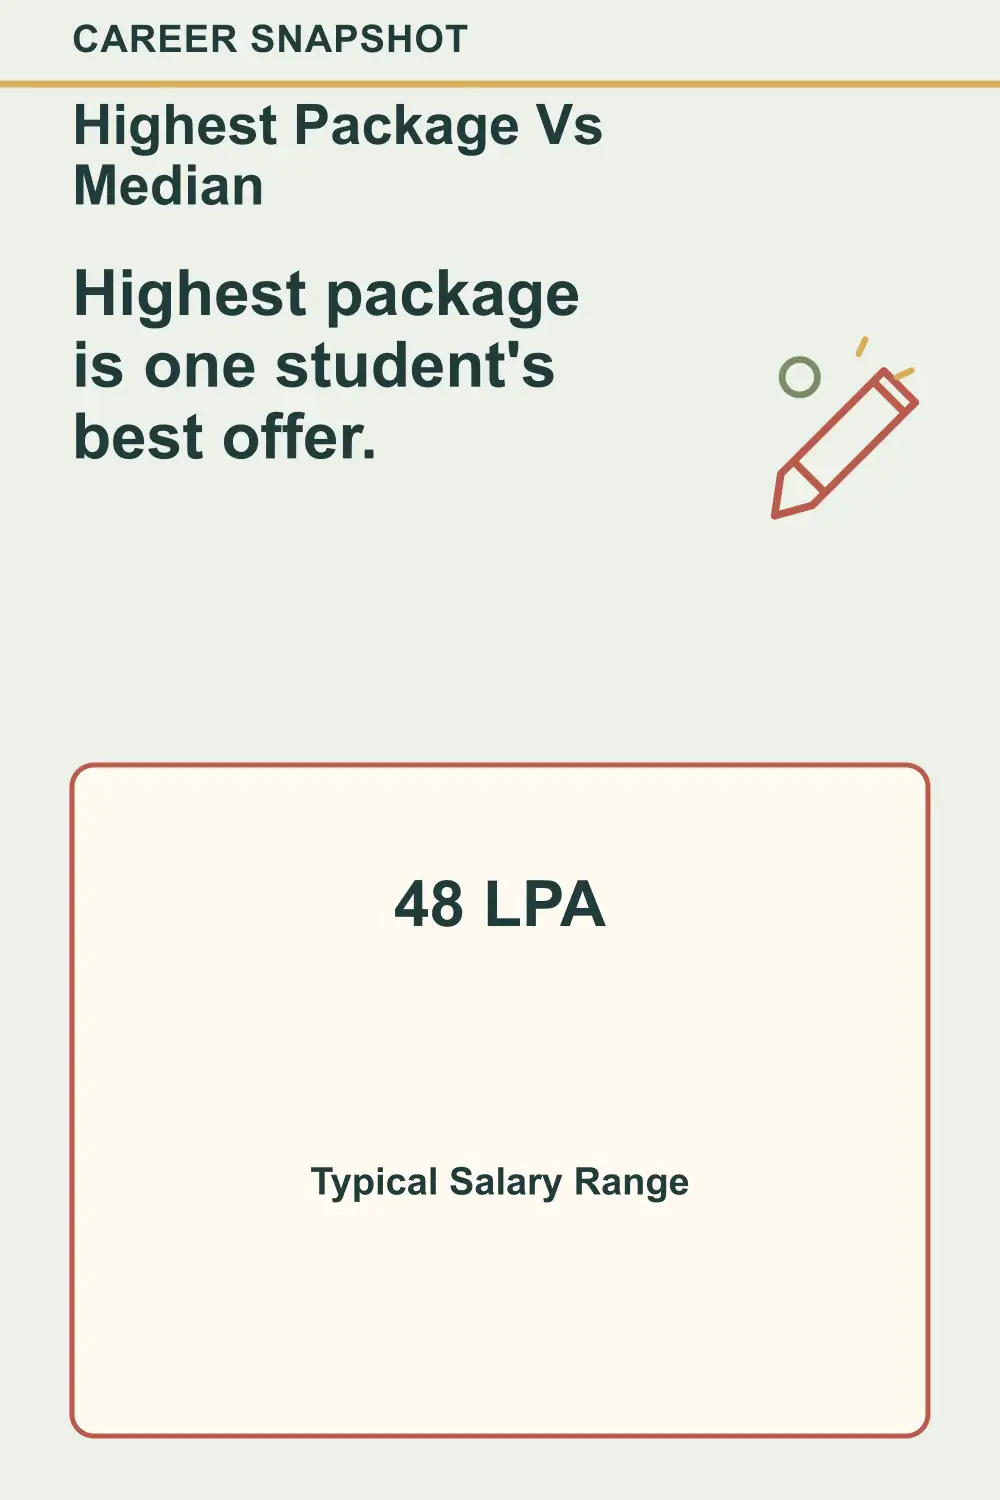 CAREER SNAPSHOT
Highest Package Vs
Median
Highest package
is one student's
best offer.
48 LPA
Typical Salary Range